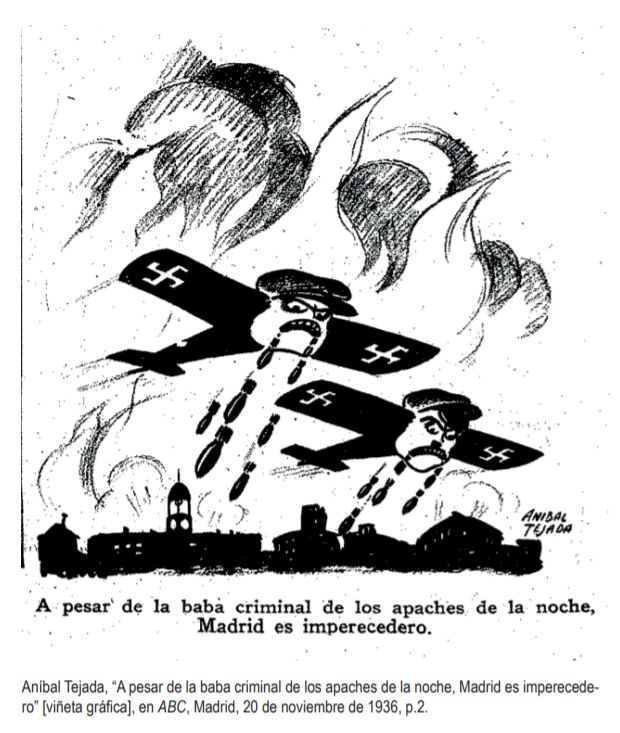 ANIBAL
TEJADA
A pesar de la baba criminal de los apaches de la noche,
Madrid es imperecedero.
Aníbal Tejada, “A pesar de la baba criminal de los apaches de la noche, Madrid es imperecede-
ro” [viñeta gráfica], en ABC, Madrid, 20 de noviembre de 1936, p.2.